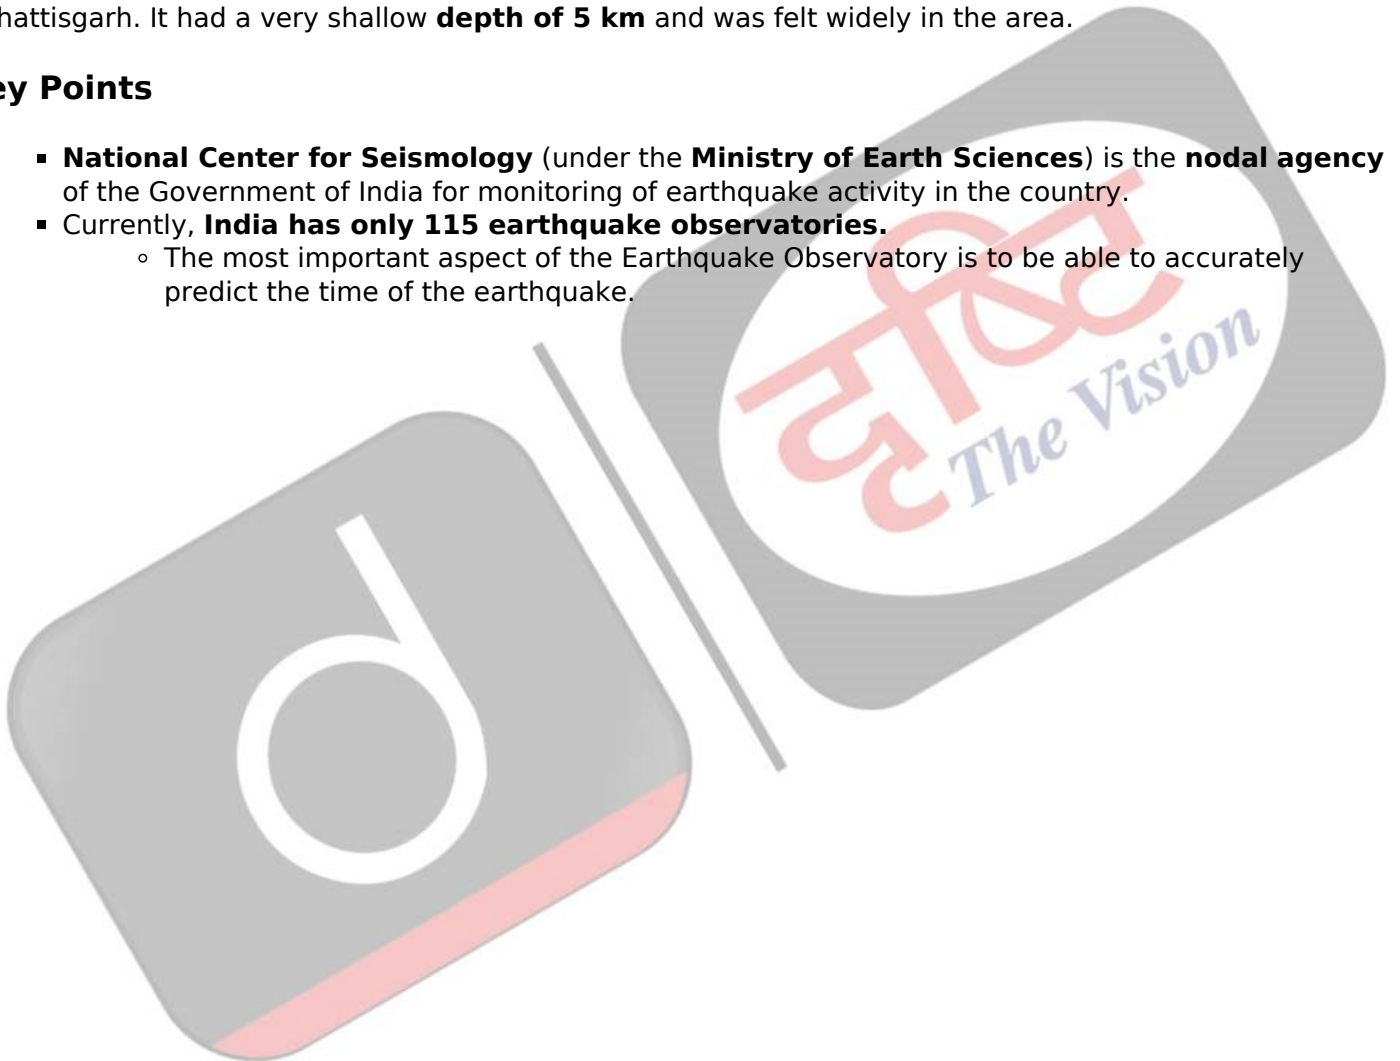 hattisgarh. It had a very shallow depth of 5 km and was felt widely in the area.
ey Points
▪ National Center for Seismology (under the Ministry of Earth Sciences) is the nodal agency
of the Government of India for monitoring of earthquake activity in the country.
▪ Currently, India has only 115 earthquake observatories.
◦ The most important aspect of the Earthquake Observatory is to be able to accurately
predict the time of the earthquake.
दृष्टि
The Vision
d